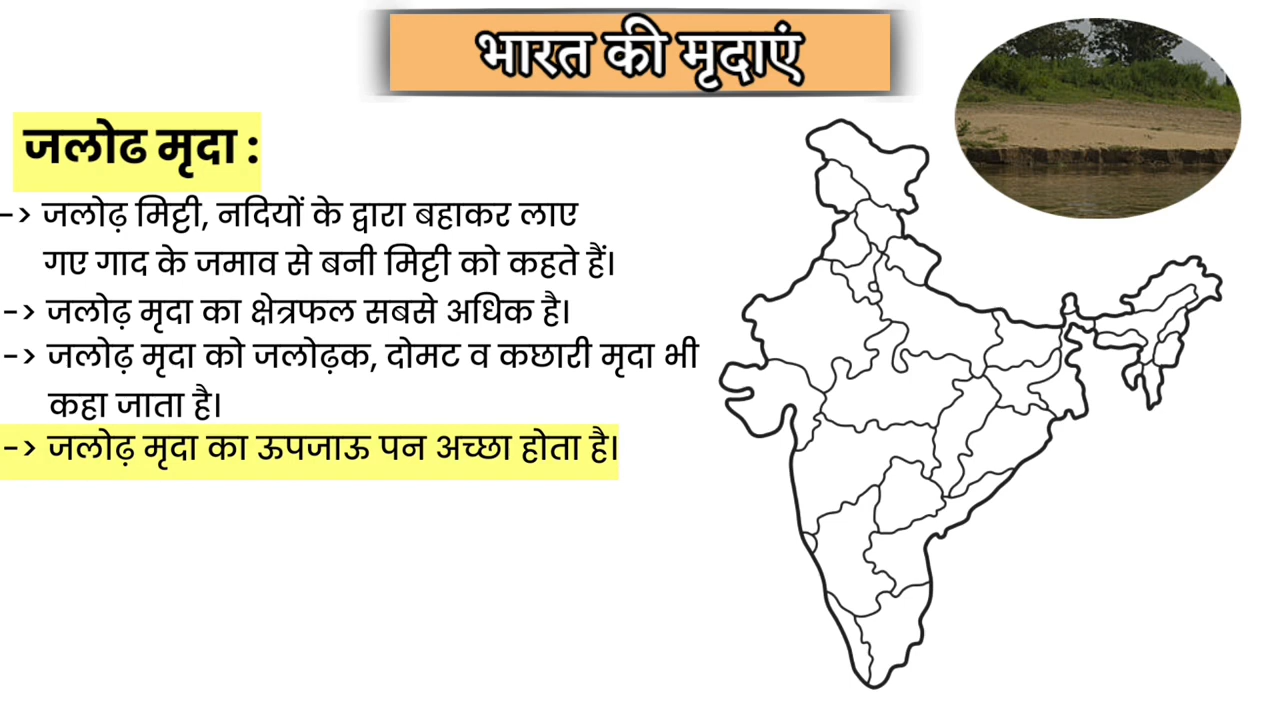 भारत की मृदाएं
जलोढ मृदा :
-> जलोढ़ मिट्टी, नदियों के द्वारा बहाकर लाए
गए गाद के जमाव से बनी मिट्टी को कहते हैं।
-> जलोढ़ मृदा का क्षेत्रफल सबसे अधिक है।
-> जलोढ़ मृदा को जलोढ़क, दोमट व कछारी मृदा भी
कहा जाता है।
-> जलोढ़ मृदा का ऊपजाऊ पन अच्छा होता है।